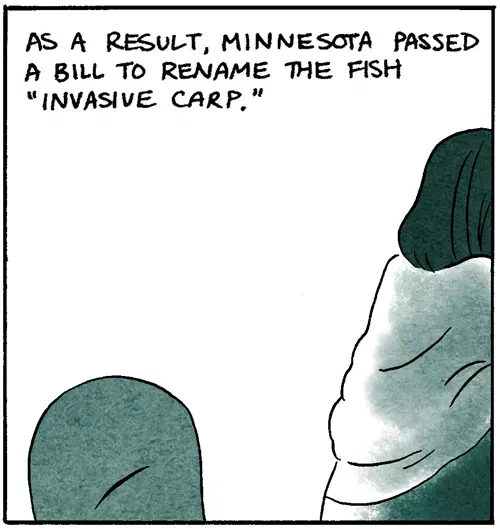 AS A RESULT, MINNESOTA PASSED
A BILL TO RENAME THE FISH
"INVASIVE CARP."